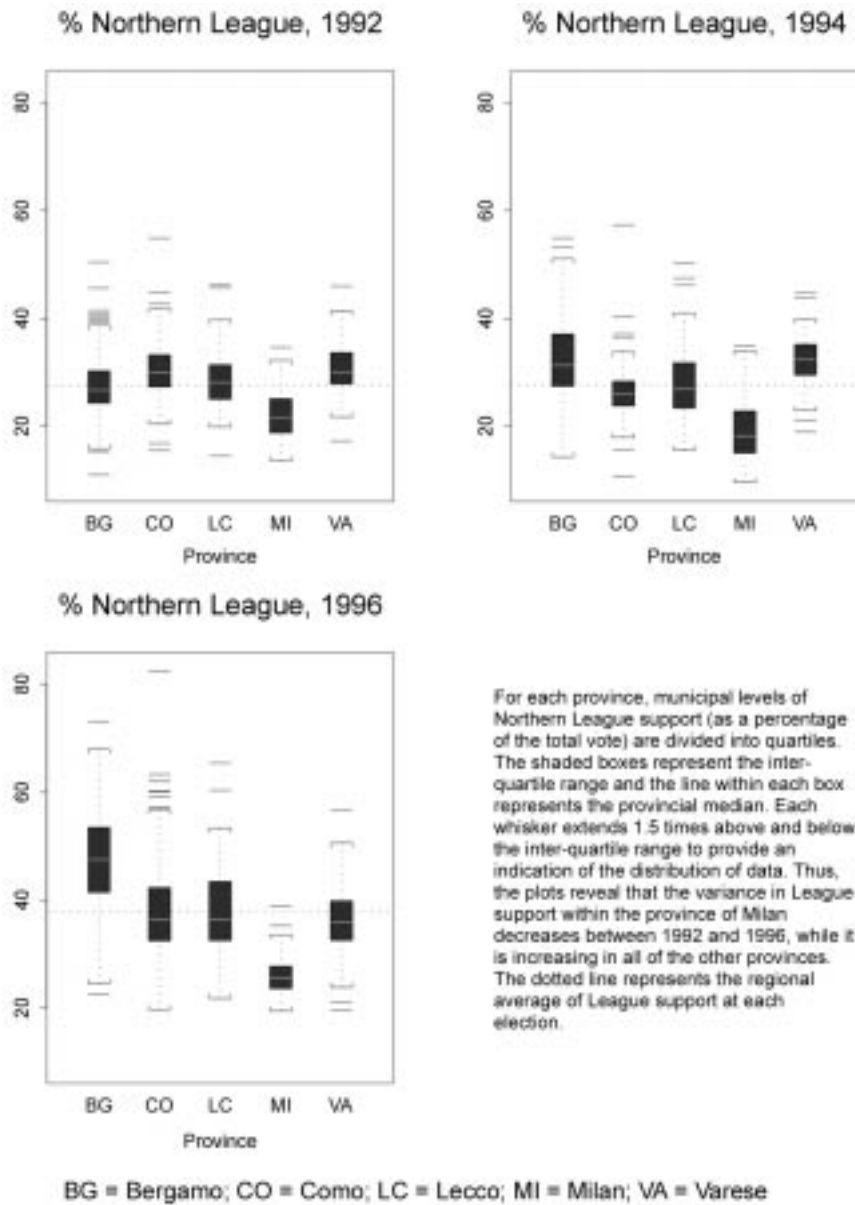 % Northern League, 1992
80
60
40
20
BG CO LC MI VA
Province
% Northern League, 1994
80
60
40
20
BG CO LC MI VA
Province
% Northern League, 1996
80
60
40
20
BG CO LC MI VA
Province
For each province, municipal levels of
Northern League support (as a percentage
of the total vote) are divided into quartiles.
The shaded boxes represent the inter-
quartile range and the line within each box
represents the provincial median. Each
whisker extends 1.5 times above and below
the inter-quartile range to provide an
indication of the distribution of data. Thus,
the plots reveal that the variance in League
support within the province of Milan
decreases between 1992 and 1996, while it
is increasing in all of the other provinces.
The dotted line represents the regional
average of League support at each
election.
BG = Bergamo; CO = Como; LC = Lecco; MI = Milan; VA = Varese